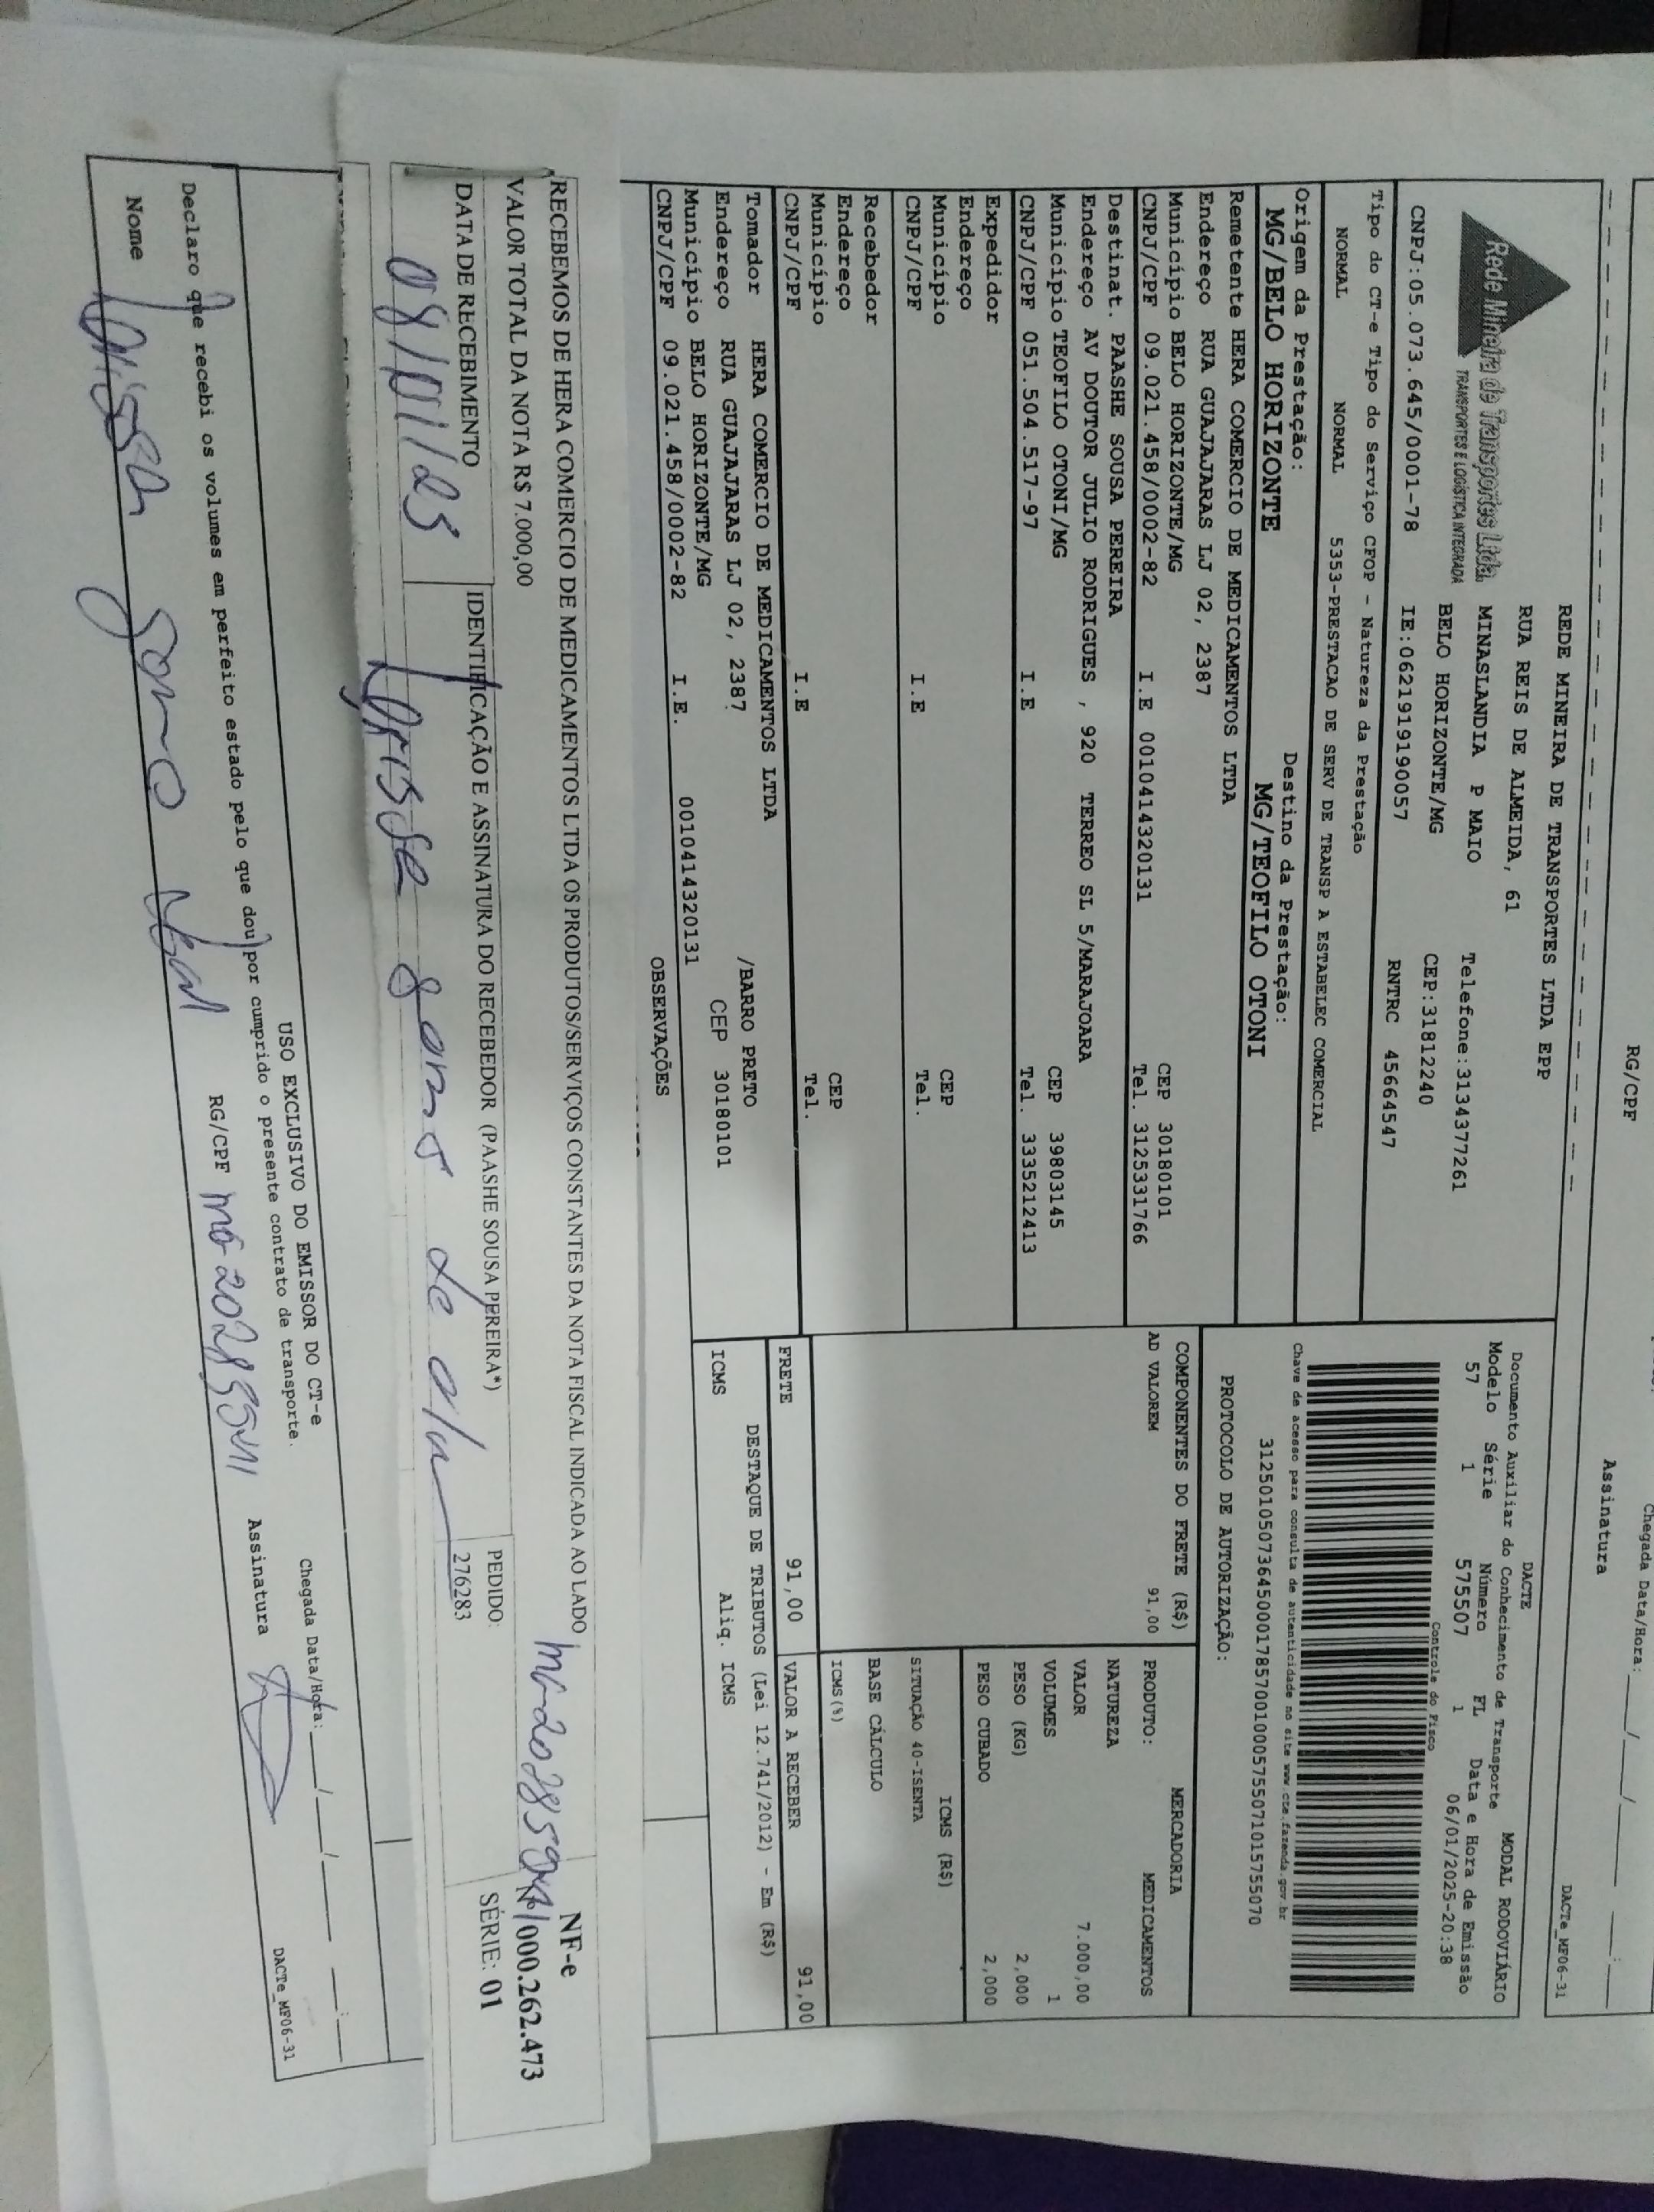 RG/CPF
Assinatura
Chegada Data/Hora: ___/___/___ __:__
DACTe_MF06-31
Rede Mineira de Transportes Ltda.
TRANSPORTES E LOGÍSTICA INTEGRADA
REDE MINEIRA DE TRANSPORTES LTDA EPP
RUA REIS DE ALMEIDA, 61
MINASLANDIA P MAIO Telefone:3134377261
BELO HORIZONTE/MG CEP:31812240
CNPJ:05.073.645/0001-78 IE:0621919190057 RNTRC 45664547
DACTE
Documento Auxiliar do Conhecimento de Transporte MODAL RODOVIÁRIO
Modelo Série Número FL Data e Hora de Emissão
57 1 575507 1 06/01/2025-20:38
Controle do Fisco
Tipo do CT-e Tipo do Serviço CFOP - Natureza da Prestação
NORMAL NORMAL 5353-PRESTACAO DE SERV DE TRANSP A ESTABELEC COMERCIAL
Chave de acesso para consulta de autenticidade no site www.cte.fazenda.gov.br
31250105073645000178570010005755071015755070
Origem da Prestação: Destino da Prestação:
MG/BELO HORIZONTE MG/TEOFILO OTONI
PROTOCOLO DE AUTORIZAÇÃO:
Remetente HERA COMERCIO DE MEDICAMENTOS LTDA
Endereço RUA GUAJAJARAS LJ 02, 2387
Município BELO HORIZONTE/MG CEP 30180101
CNPJ/CPF 09.021.458/0002-82 I.E 0010414320131 Tel. 3125331766
Destinat. PAASHE SOUSA PEREIRA
Endereço AV DOUTOR JULIO RODRIGUES , 920 TERREO SL 5/MARAJOARA
Município TEOFILO OTONI/MG CEP 39803145
CNPJ/CPF 051.504.517-97 I.E Tel. 3335212413
Expedidor
Endereço
Município CEP
CNPJ/CPF I.E Tel.
Recebedor
Endereço
Município CEP
CNPJ/CPF I.E Tel.
Tomador HERA COMERCIO DE MEDICAMENTOS LTDA
Endereço RUA GUAJAJARAS LJ 02, 2387 /BARRO PRETO
Município BELO HORIZONTE/MG CEP 30180101
CNPJ/CPF 09.021.458/0002-82 I.E. 0010414320131
OBSERVAÇÕES
COMPONENTES DO FRETE (R$)
AD VALOREM 91,00
MERCADORIA
PRODUTO: MEDICAMENTOS
NATUREZA
VALOR 7.000,00
VOLUMES 1
PESO (KG) 2,000
PESO CUBADO 2,000
ICMS (R$)
SITUAÇÃO 40-ISENTA
BASE CÁLCULO
ICMS(%)
FRETE 91,00 VALOR A RECEBER 91,00
DESTAQUE DE TRIBUTOS (Lei 12.741/2012) - Em (R$)
ICMS Aliq. ICMS
RECEBEMOS DE HERA COMERCIO DE MEDICAMENTOS LTDA OS PRODUTOS/SERVIÇOS CONSTANTES DA NOTA FISCAL INDICADA AO LADO
VALOR TOTAL DA NOTA R$ 7.000,00
DATA DE RECEBIMENTO IDENTIFICAÇÃO E ASSINATURA DO RECEBEDOR (PAASHE SOUSA PEREIRA*)
08/01/25
PEDIDO:
276283
NF-e
000.262.473
SÉRIE: 01
USO EXCLUSIVO DO EMISSOR DO CT-e
Declaro que recebi os volumes em perfeito estado pelo que dou por cumprido o presente contrato de transporte.
Chegada Data/Hora: ___/___/___ __:__
Nome RG/CPF Assinatura
DACTe_MF06-31